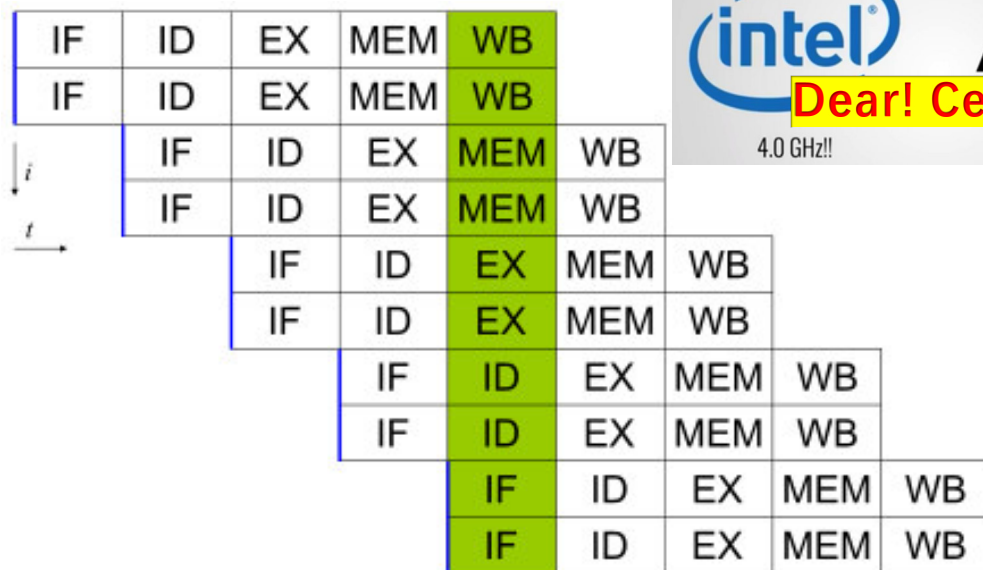 IF ID EX MEM WB
IF ID EX MEM WB
IF ID EX MEM WB
IF ID EX MEM WB
IF ID EX MEM WB
IF ID EX MEM WB
IF ID EX MEM WB
IF ID EX MEM WB
IF ID EX MEM WB
IF ID EX MEM WB
i
t
intel®
Dear!
4.0 GHz!!